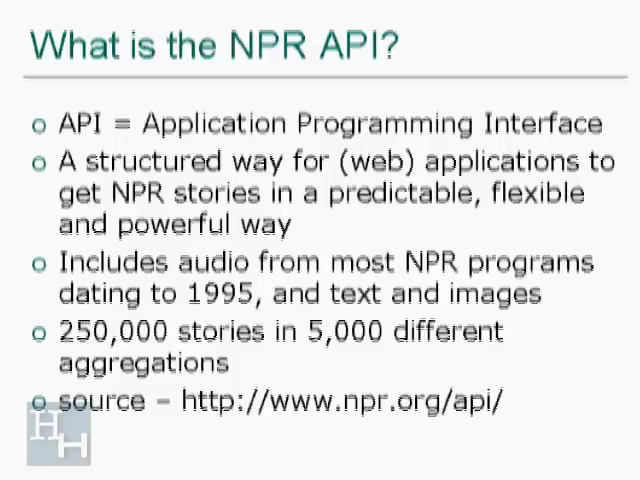 What is the NPR API?
o API = Application Programming Interface
o A structured way for (web) applications to
get NPR stories in a predictable, flexible
and powerful way
o Includes audio from most NPR programs
dating to 1995, and text and images
o 250,000 stories in 5,000 different
aggregations
o source – http://www.npr.org/api/
H
H